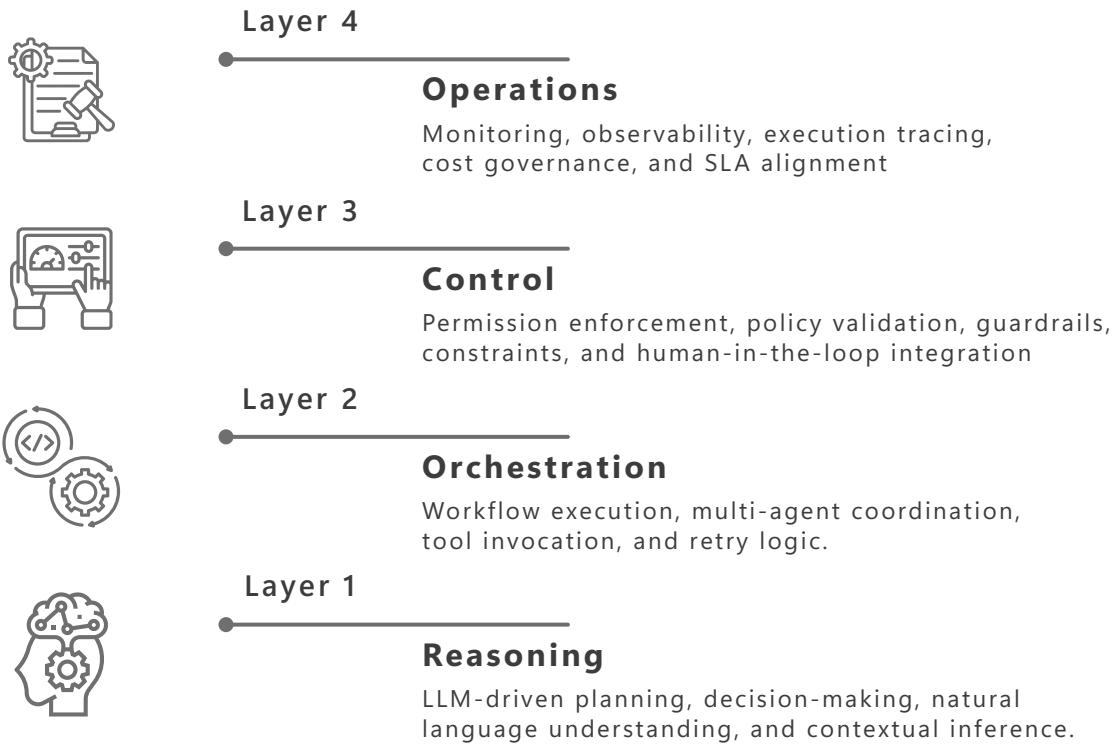 Layer 4
Operations
Monitoring, observability, execution tracing,
cost governance, and SLA alignment
Layer 3
Control
Permission enforcement, policy validation, guardrails,
constraints, and human-in-the-loop integration
Layer 2
</>
Orchestration
Workflow execution, multi-agent coordination,
tool invocation, and retry logic.
Layer 1
Reasoning
LLM-driven planning, decision-making, natural
language understanding, and contextual inference.